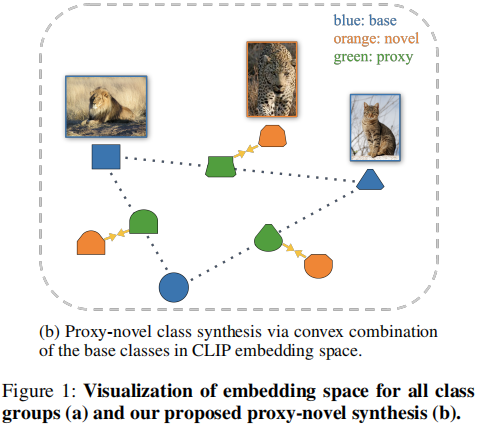 blue: base
orange: novel
green: proxy
(b) Proxy-novel class synthesis via convex combination
of the base classes in CLIP embedding space.
Figure 1: Visualization of embedding space for all class
groups (a) and our proposed proxy-novel synthesis (b).